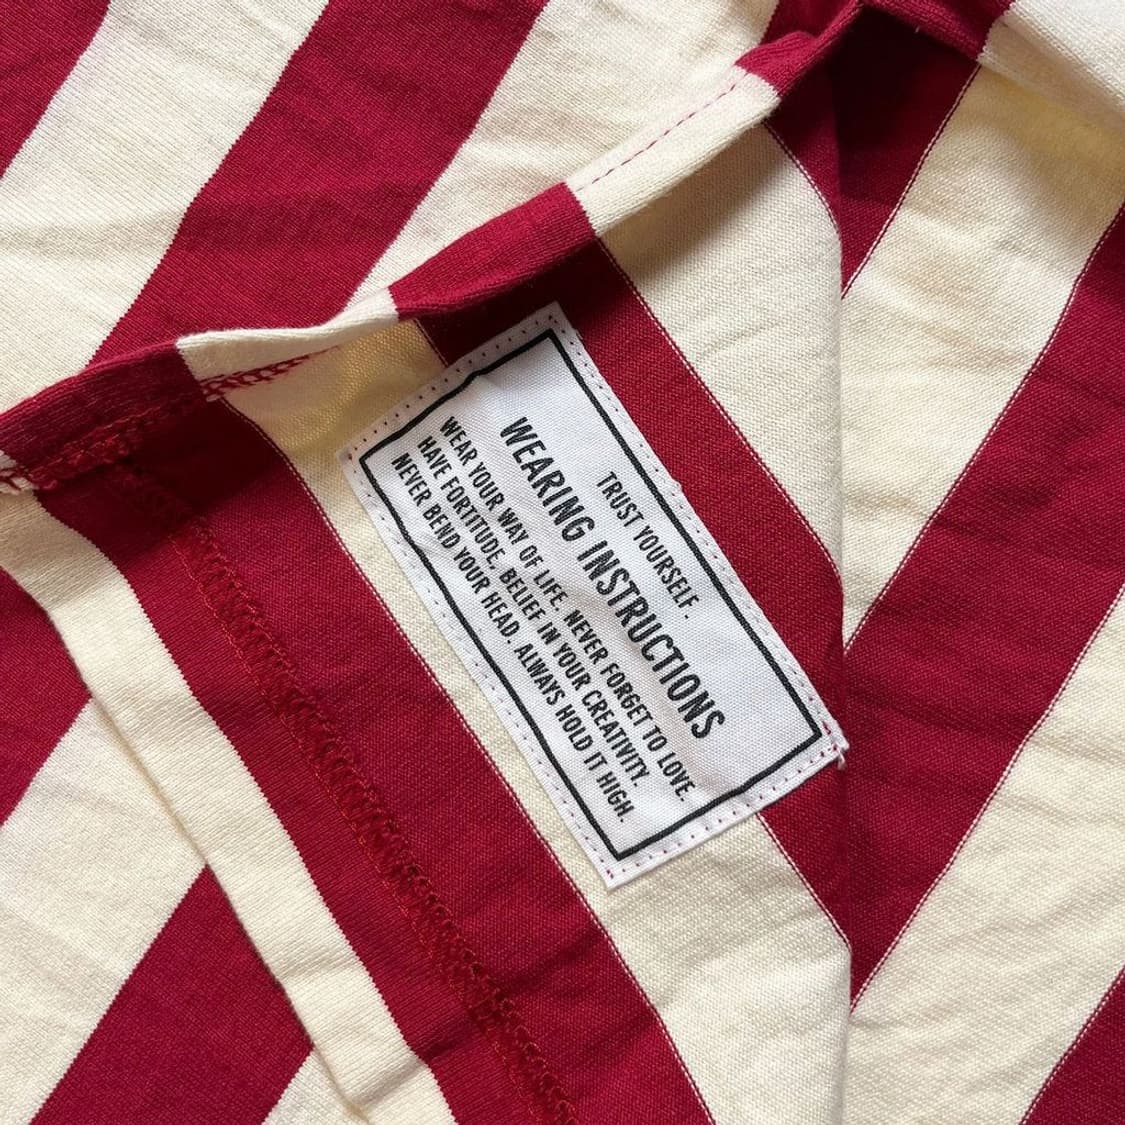 TRUST YOURSELF.
WEARING INSTRUCTIONS
WEAR YOUR WAY OF LIFE. NEVER FORGET TO LOVE.
HAVE FORTITUDE. BELIEF IN YOUR CREATIVITY.
NEVER BEND YOUR HEAD. ALWAYS HOLD IT HIGH.